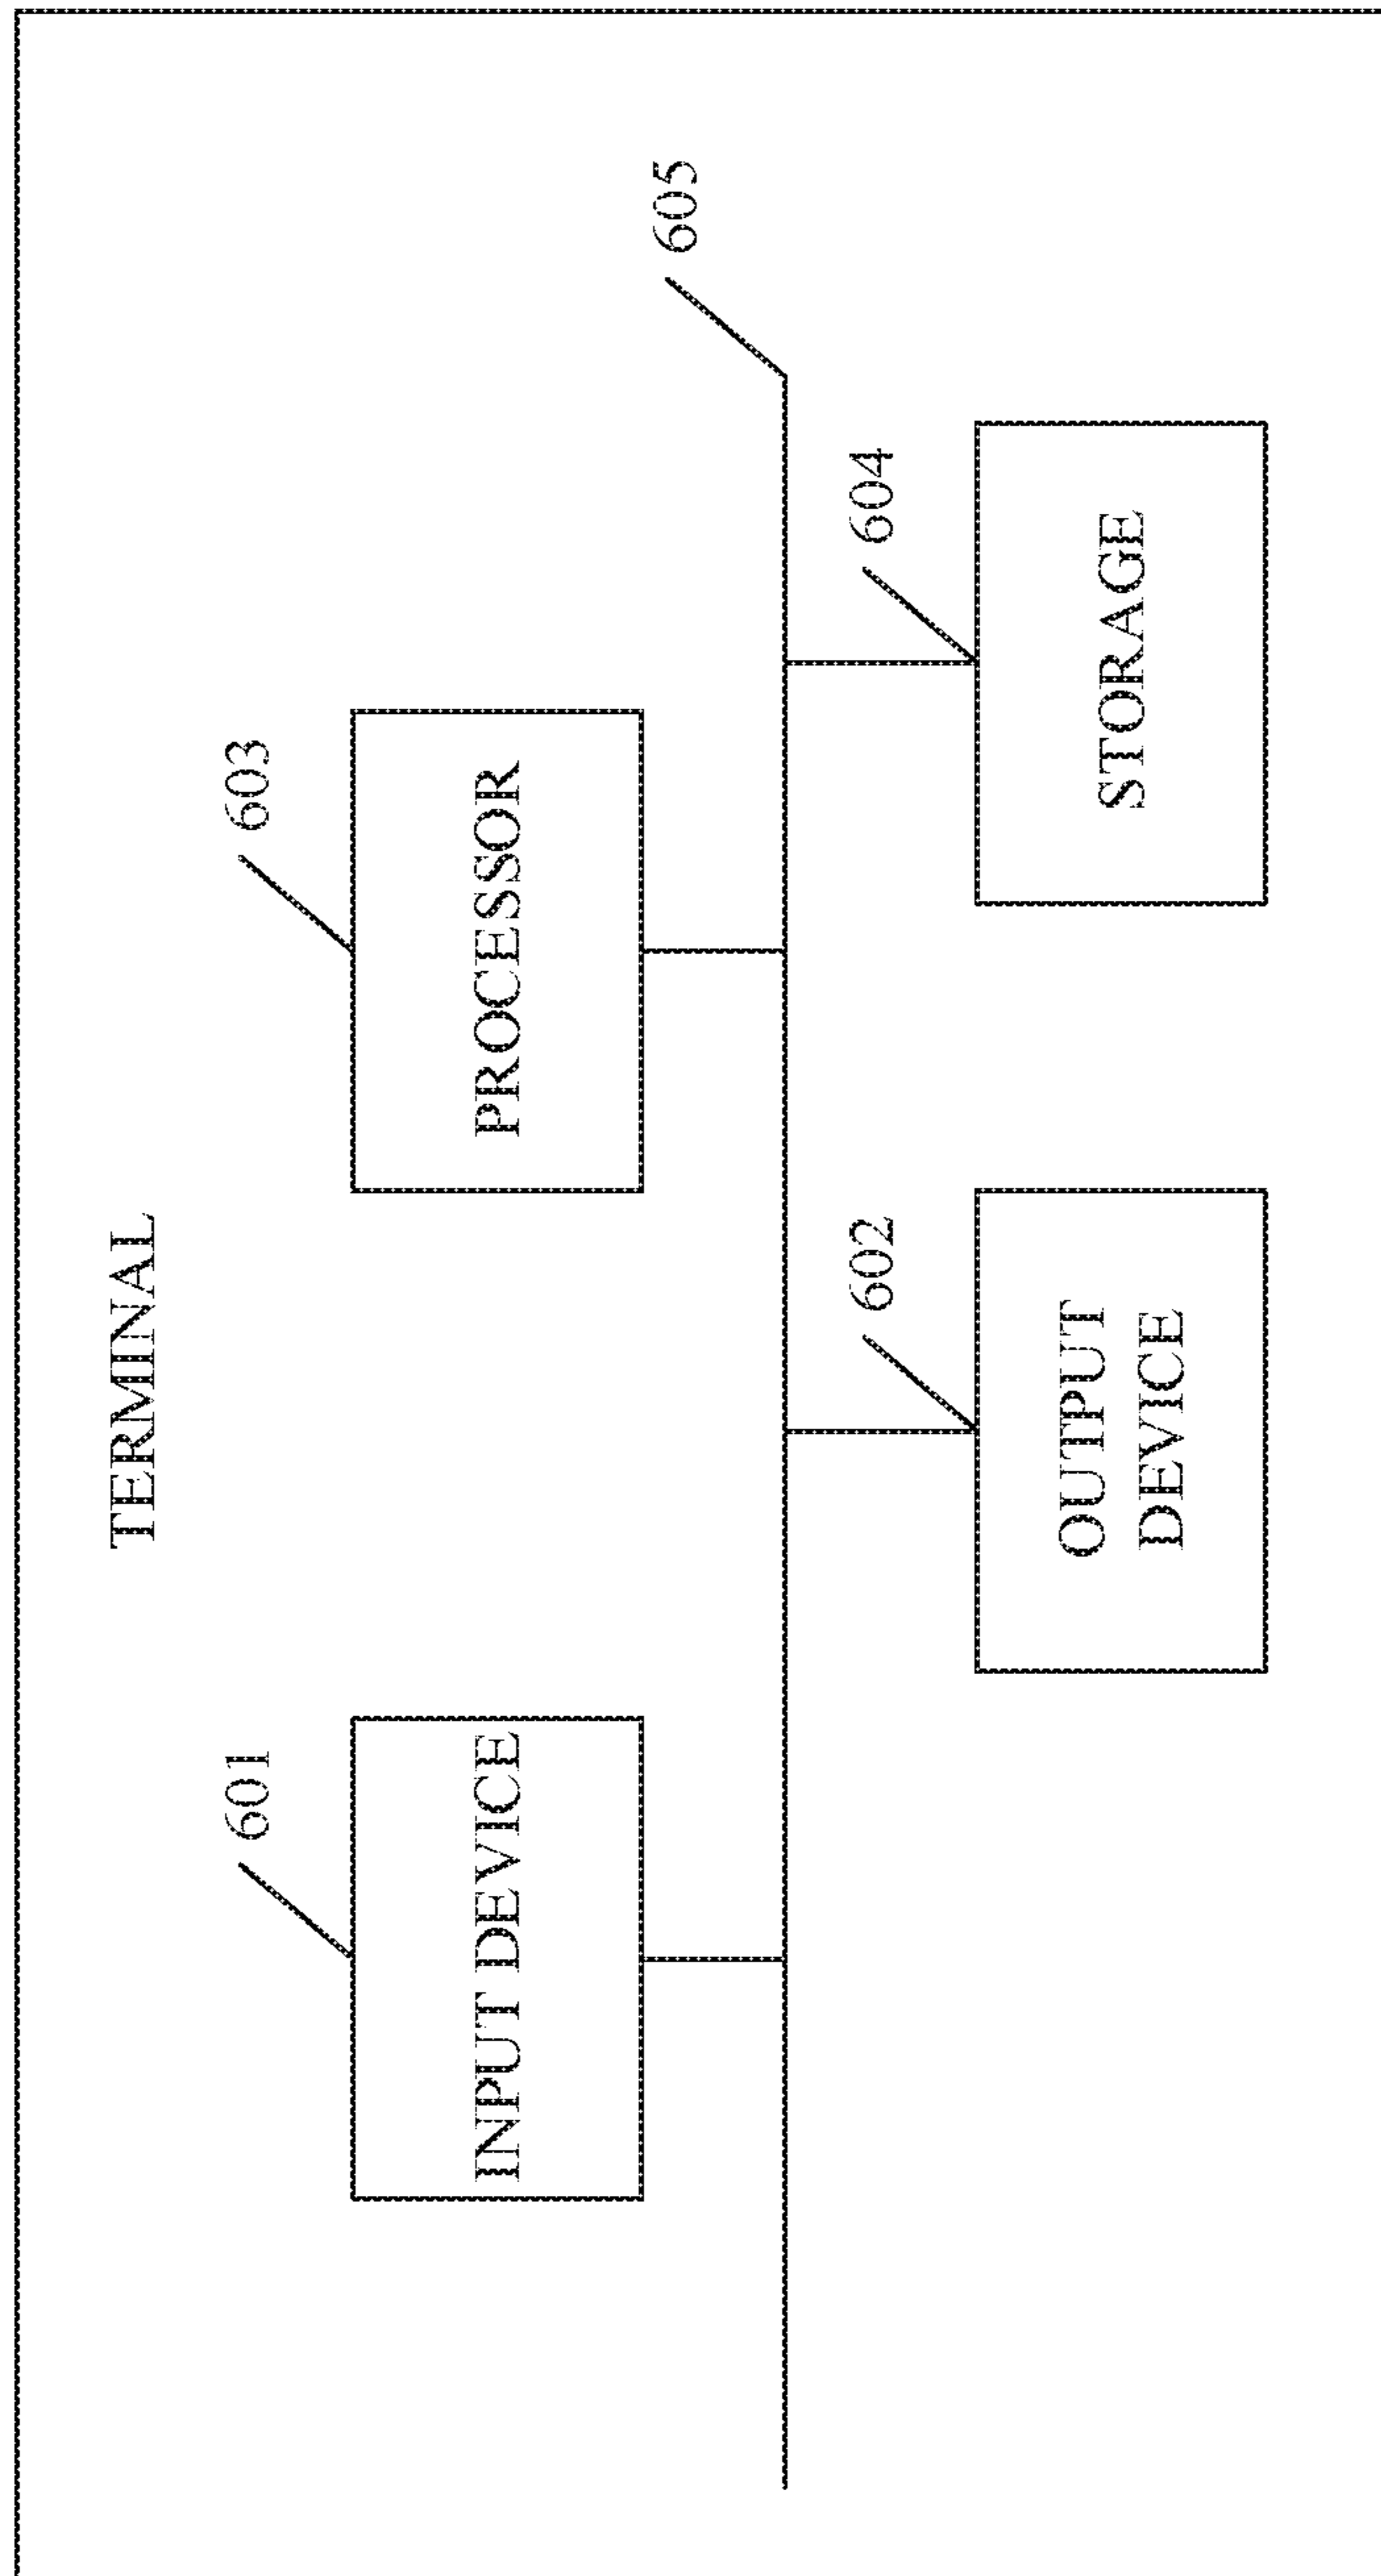 TERMINAL
601
603
INPUT DEVICE
PROCESSOR
605
602
604
OUTPUT
DEVICE
STORAGE